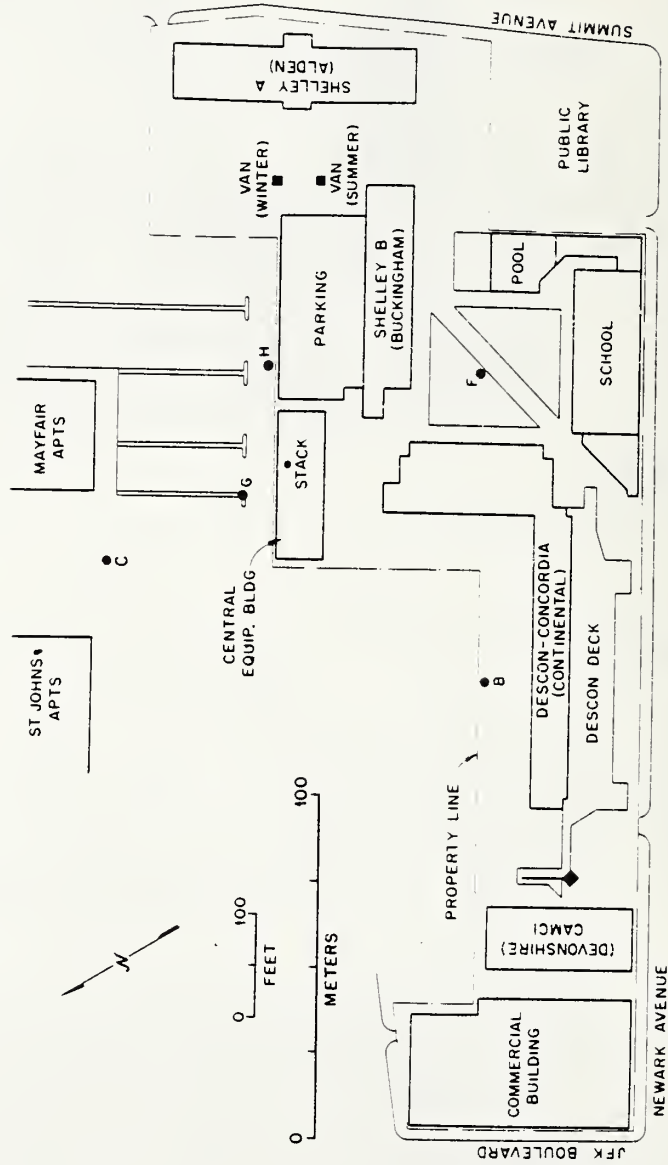 SUMMIT AVENUE
SHELLEY A
(ALDEN)
VAN
(WINTER)
VAN
(SUMMER)
PUBLIC
LIBRARY
MAYFAIR
APTS
H
PARKING
SHELLEY B
(BUCKINGHAM)
POOL
F
SCHOOL
STACK
G
C
CENTRAL
EQUIP. BLDG
ST JOHNS
APTS
B
DESCON-CONCORDIA
(CONTINENTAL)
DESCON DECK
PROPERTY LINE
N
0 100
FEET
0 100
METERS
(DEVONSHIRE)
CAMCI
COMMERCIAL
BUILDING
JFK BOULEVARD
NEWARK AVENUE